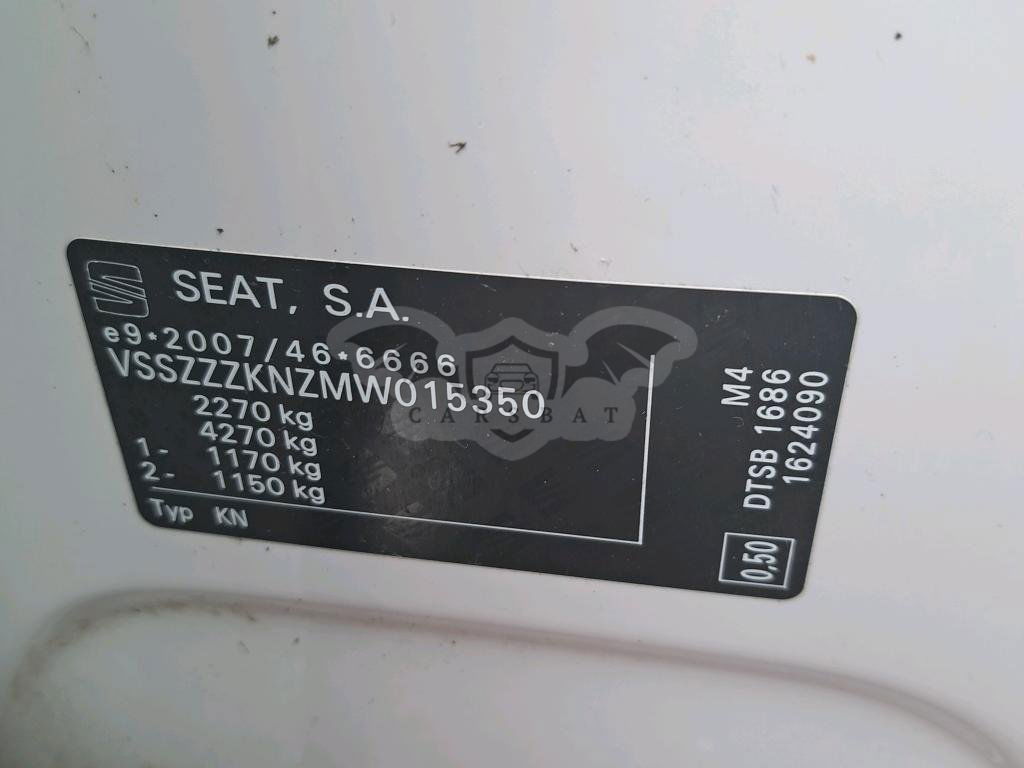 SEAT, S.A.
e9*2007/46*6666
VSSZZZKNZMW015350
2270 kg
4270 kg
1- 1170 kg
2- 1150 kg
Typ KN
M4
DTSB 1686
1624090
0,50
CARSBAT